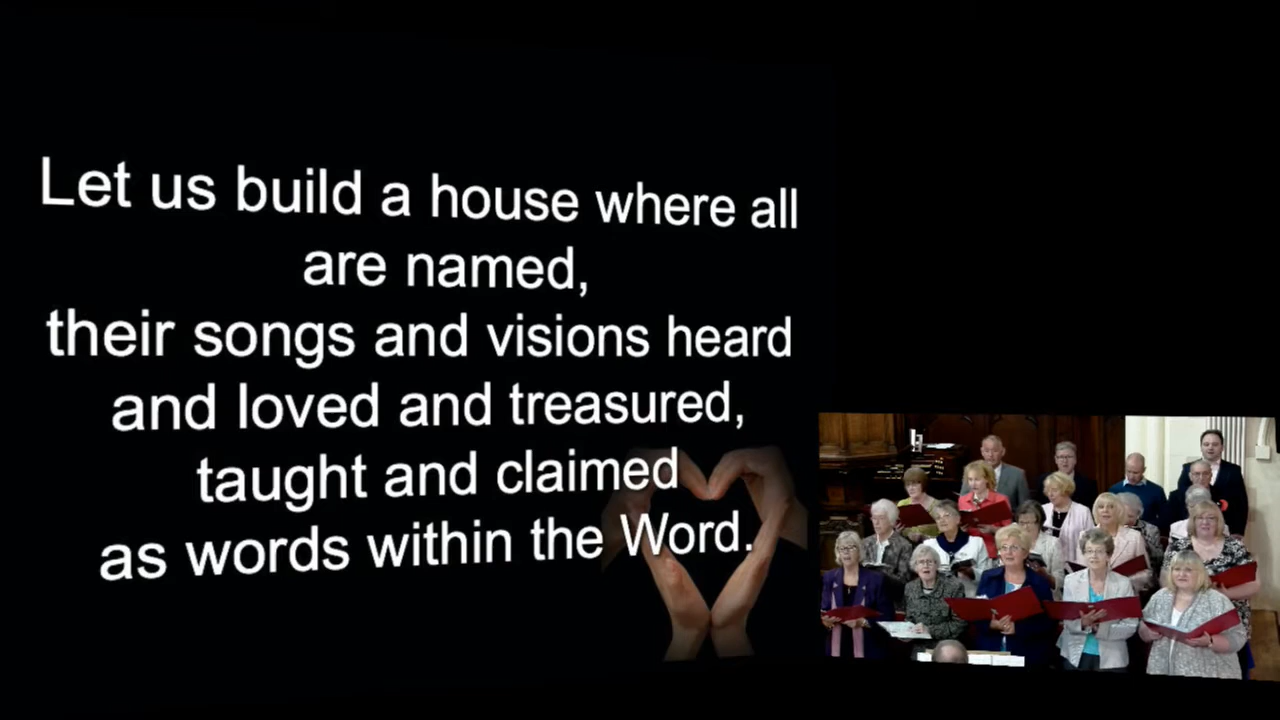 Let us build a house where all
are named,
their songs and visions heard
and loved and treasured,
taught and claimed
as words within the Word.